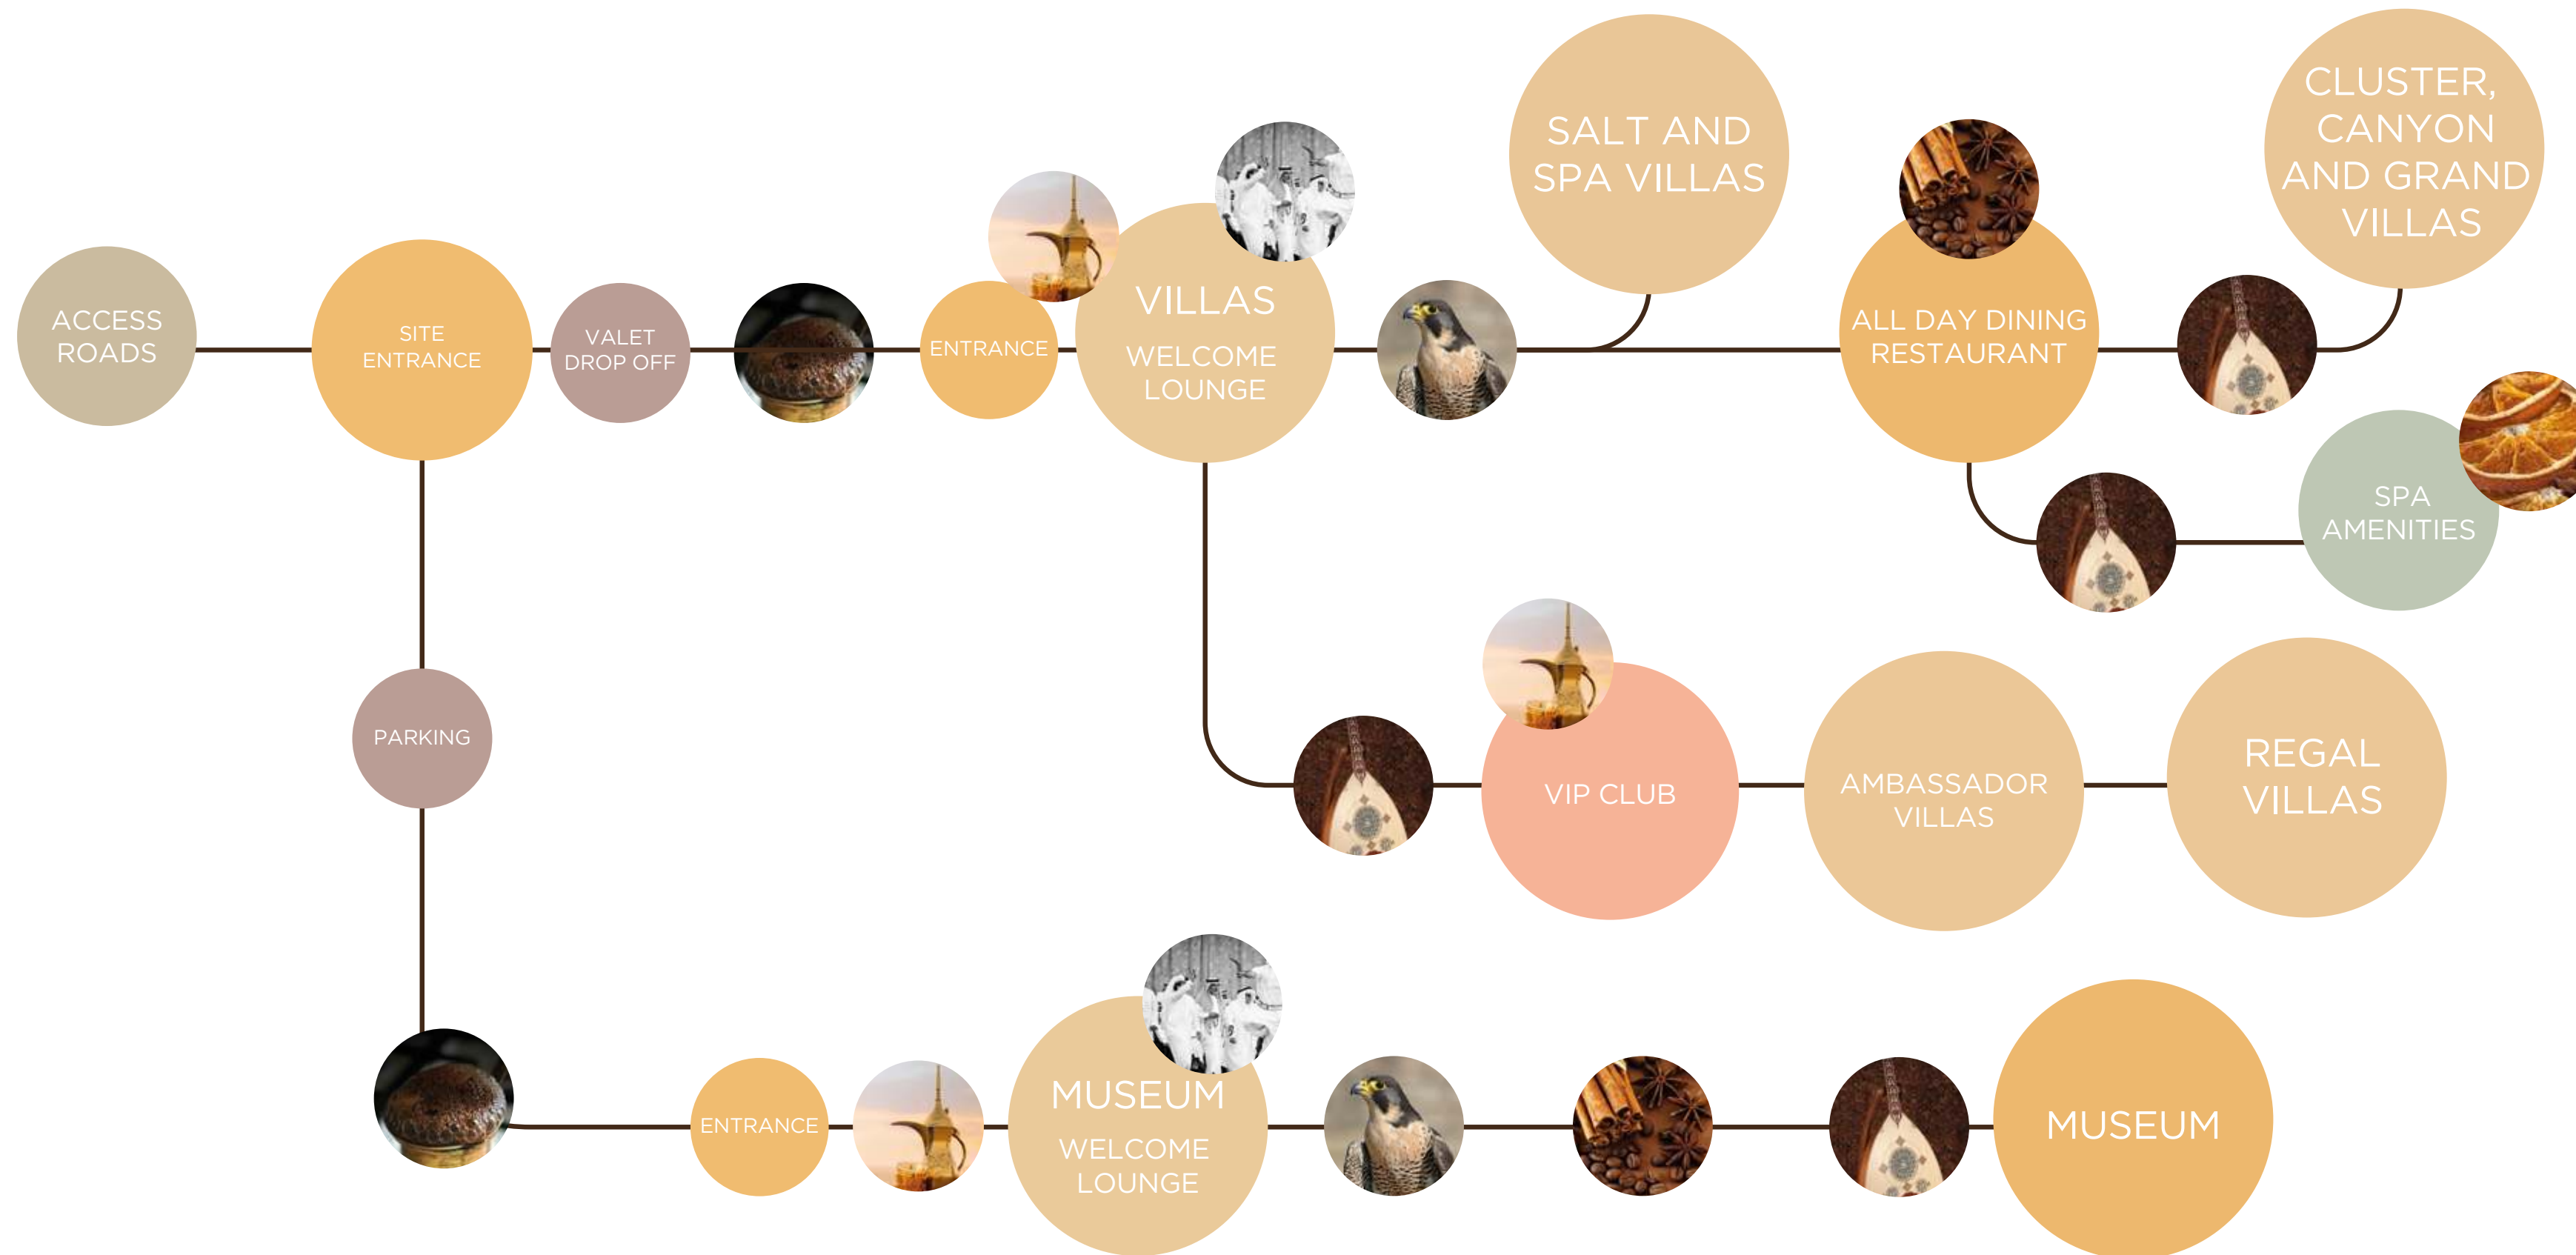 ACCESS
ROADS
SITE
ENTRANCE
VALET
DROP OFF
ENTRANCE
VILLAS
WELCOME
LOUNGE
SALT AND
SPA VILLAS
ALL DAY DINING
RESTAURANT
CLUSTER,
CANYON
AND GRAND
VILLAS
SPA
AMENITIES
PARKING
VIP CLUB
AMBASSADOR
VILLAS
REGAL
VILLAS
ENTRANCE
MUSEUM
WELCOME
LOUNGE
MUSEUM